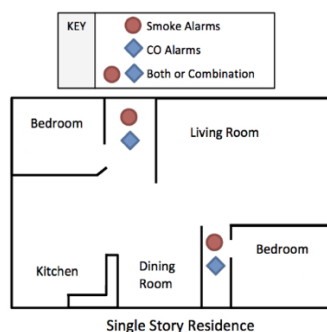 KEY
Smoke Alarms
CO Alarms
Both or Combination
Bedroom
Living Room
Kitchen
Dining
Room
Bedroom
Single Story Residence